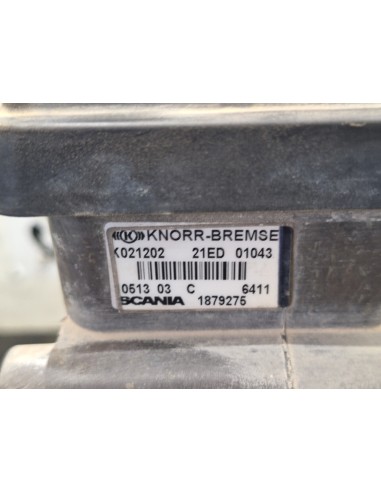 «(K)» KNORR-BREMSE
K021202 21ED 01043
0513 03 C 6411
SCANIA 1879275